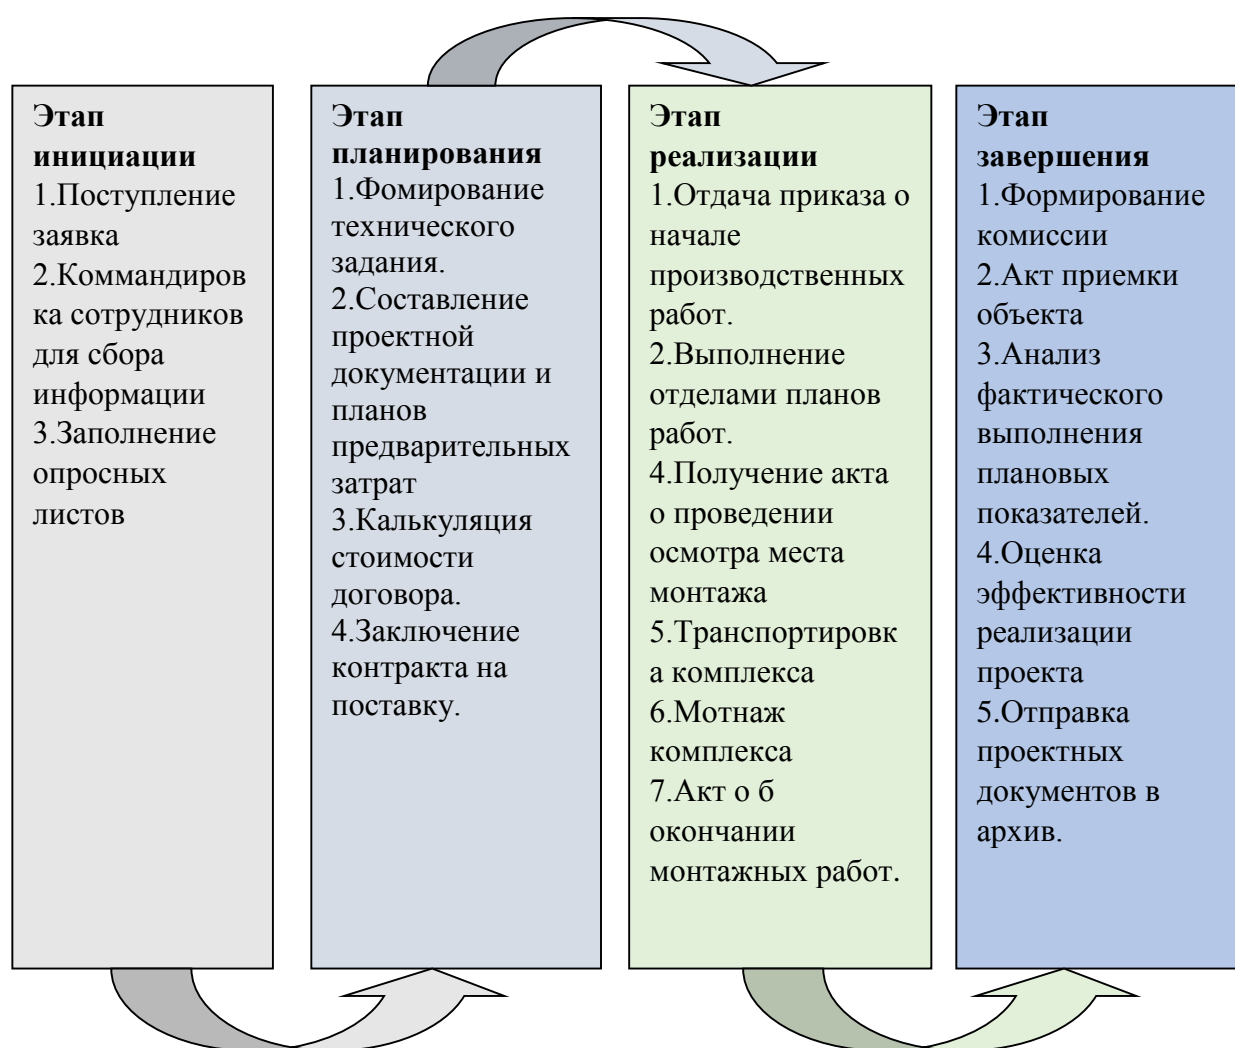 Этап
инициации
1.Поступление
заявка
2.Коммандиров
ка сотрудников
для сбора
информации
3.Заполнение
опросных
листов
Этап
планирования
1.Фомирование
технического
задания.
2.Составление
проектной
документации и
планов
предварительных
затрат
3.Калькуляция
стоимости
договора.
4.Заключение
контракта на
поставку.
Этап
реализации
1.Отдача приказа о
начале
производственных
работ.
2.Выполнение
отделами планов
работ.
4.Получение акта
о проведении
осмотра места
монтажа
5.Транспортировк
а комплекса
6.Мотнаж
комплекса
7.Акт о б
окончании
монтажных работ.
Этап
завершения
1.Формирование
комиссии
2.Акт приемки
объекта
3.Анализ
фактического
выполнения
плановых
показателей.
4.Оценка
эффективности
реализации
проекта
5.Отправка
проектных
документов в
архив.